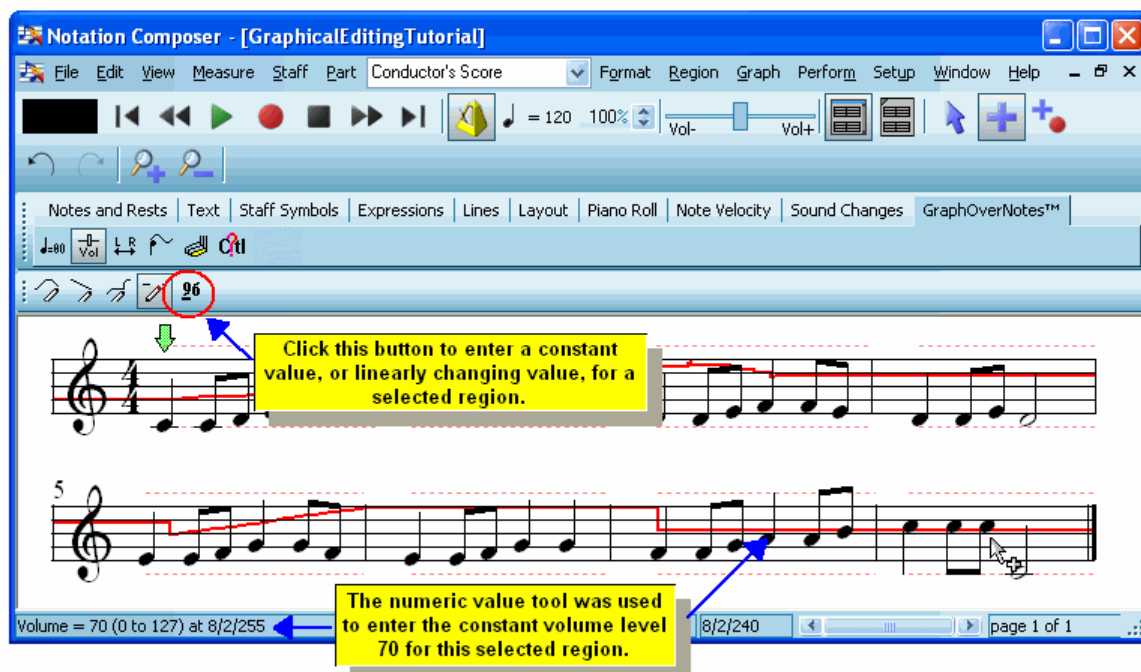 Notation Composer - [GraphicalEditingTutorial]
File Edit View Measure Staff Part Conductor's Score Format Region Graph Perform Setup Window Help
= 120 100% Vol- Vol+
Notes and Rests Text Staff Symbols Expressions Lines Layout Piano Roll Note Velocity Sound Changes GraphOverNotes™
♩=80 Vol L R Ctl ?
96
Click this button to enter a constant
value, or linearly changing value, for a
selected region.
4
4
5
The numeric value tool was used
to enter the constant volume level
70 for this selected region.
Volume = 70 (0 to 127) at 8/2/255 8/2/240 page 1 of 1